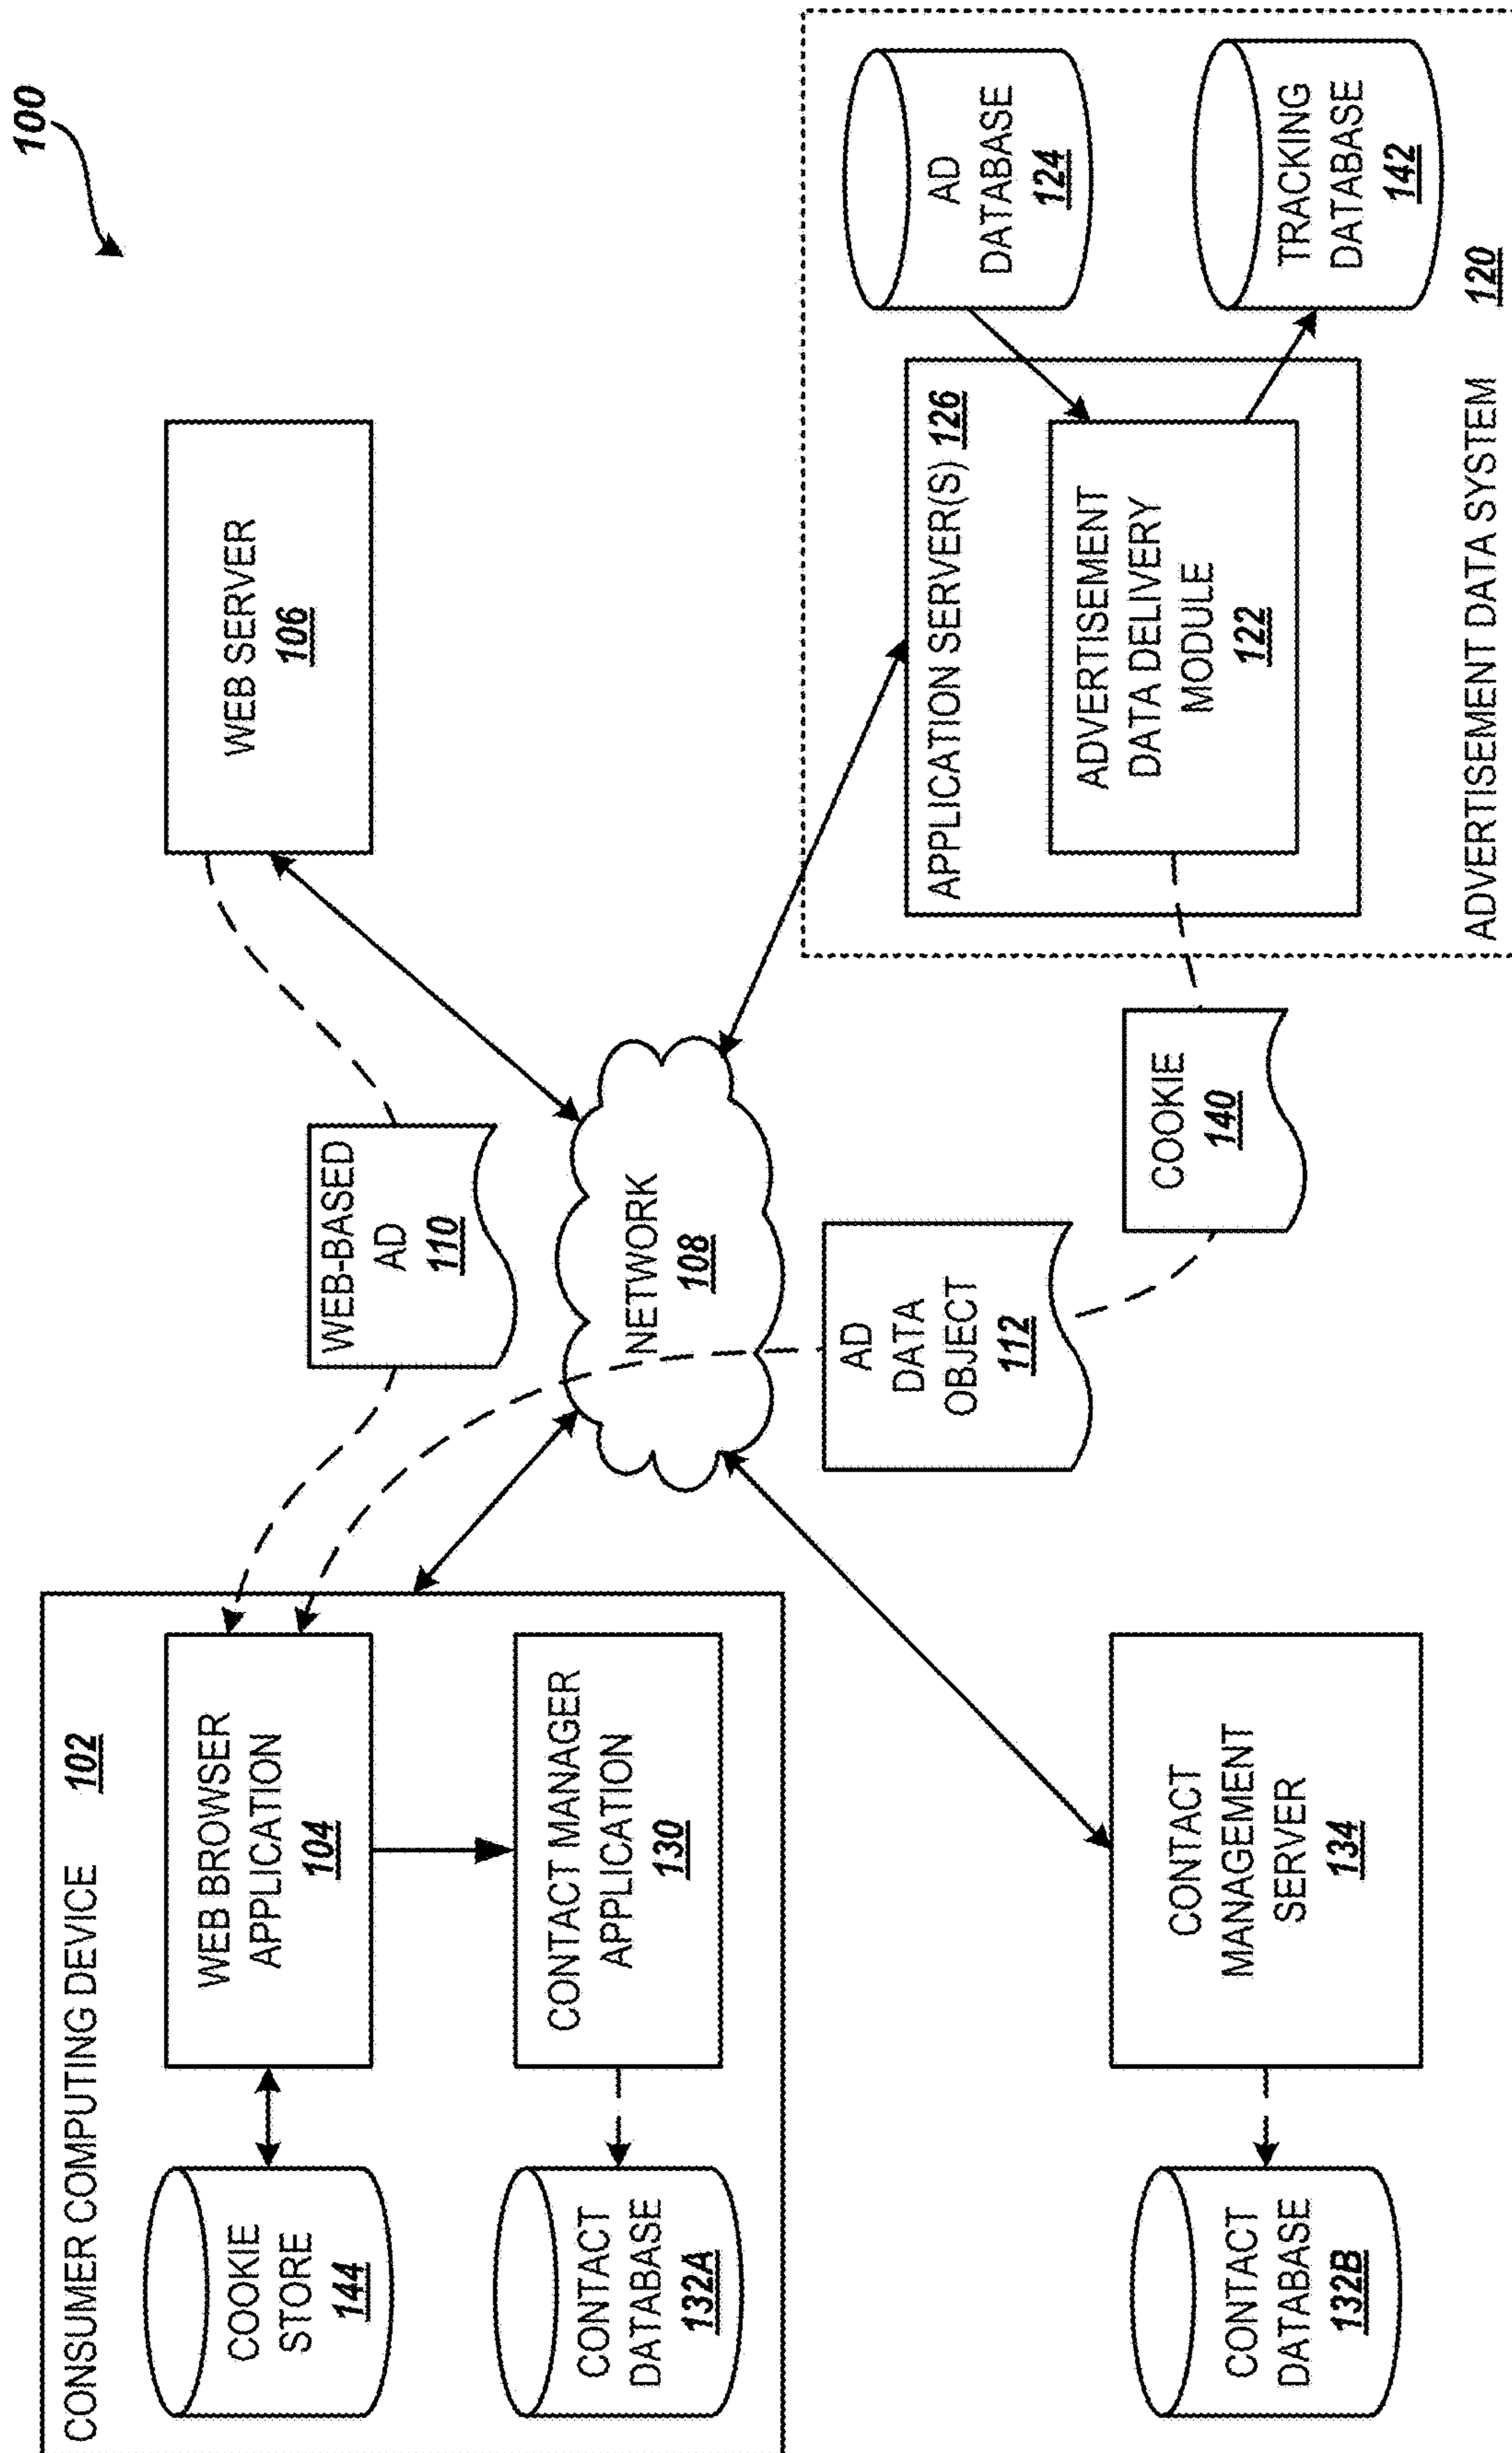 100
CONSUMER COMPUTING DEVICE 102
COOKIE
STORE
144
WEB BROWSER
APPLICATION
104
CONTACT
DATABASE
132A
CONTACT MANAGER
APPLICATION
130
WEB-BASED
AD
110
WEB SERVER
106
NETWORK
108
AD
DATA
OBJECT
112
COOKIE
140
APPLICATION SERVER(S) 126
ADVERTISEMENT
DATA DELIVERY
MODULE
122
AD
DATABASE
124
TRACKING
DATABASE
142
ADVERTISEMENT DATA SYSTEM 120
CONTACT
DATABASE
132B
CONTACT
MANAGEMENT
SERVER
134